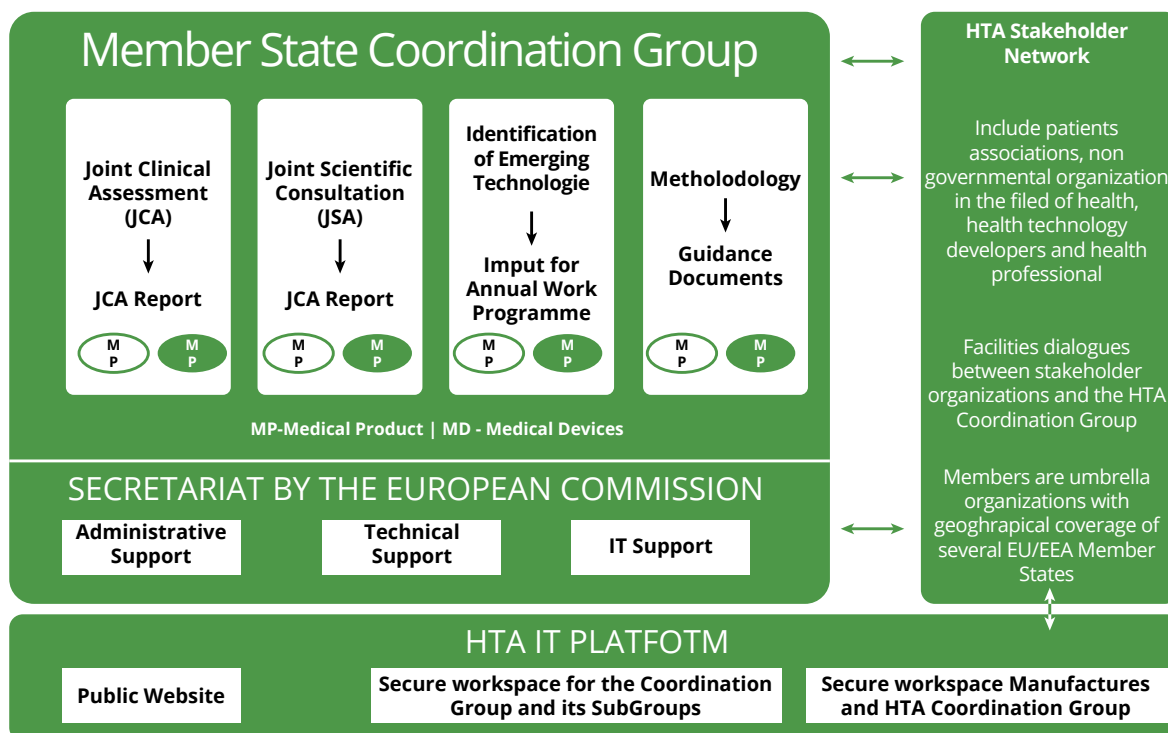 Member State Coordination Group
Joint Clinical
Assessment
(JCA)
JCA Report
M
P
M
P
Joint Scientific
Consultation
(JSA)
JCA Report
M
P
M
P
Identification
of Emerging
Technologie
Imput for
Annual Work
Programme
M
P
M
P
Metholodology
Guidance
Documents
M
P
M
P
MP-Medical Product | MD - Medical Devices
SECRETARIAT BY THE EUROPEAN COMMISSION
Administrative
Support
Technical
Support
IT Support
HTA Stakeholder
Network
Include patients
associations, non
governmental organization
in the filed of health,
health technology
developers and health
professional
Facilities dialogues
between stakeholder
organizations and the HTA
Coordination Group
Members are umbrella
organizations with
geoghrapical coverage of
several EU/EEA Member
States
HTA IT PLATFOTM
Public Website
Secure workspace for the Coordination
Group and its SubGroups
Secure workspace Manufactures
and HTA Coordination Group